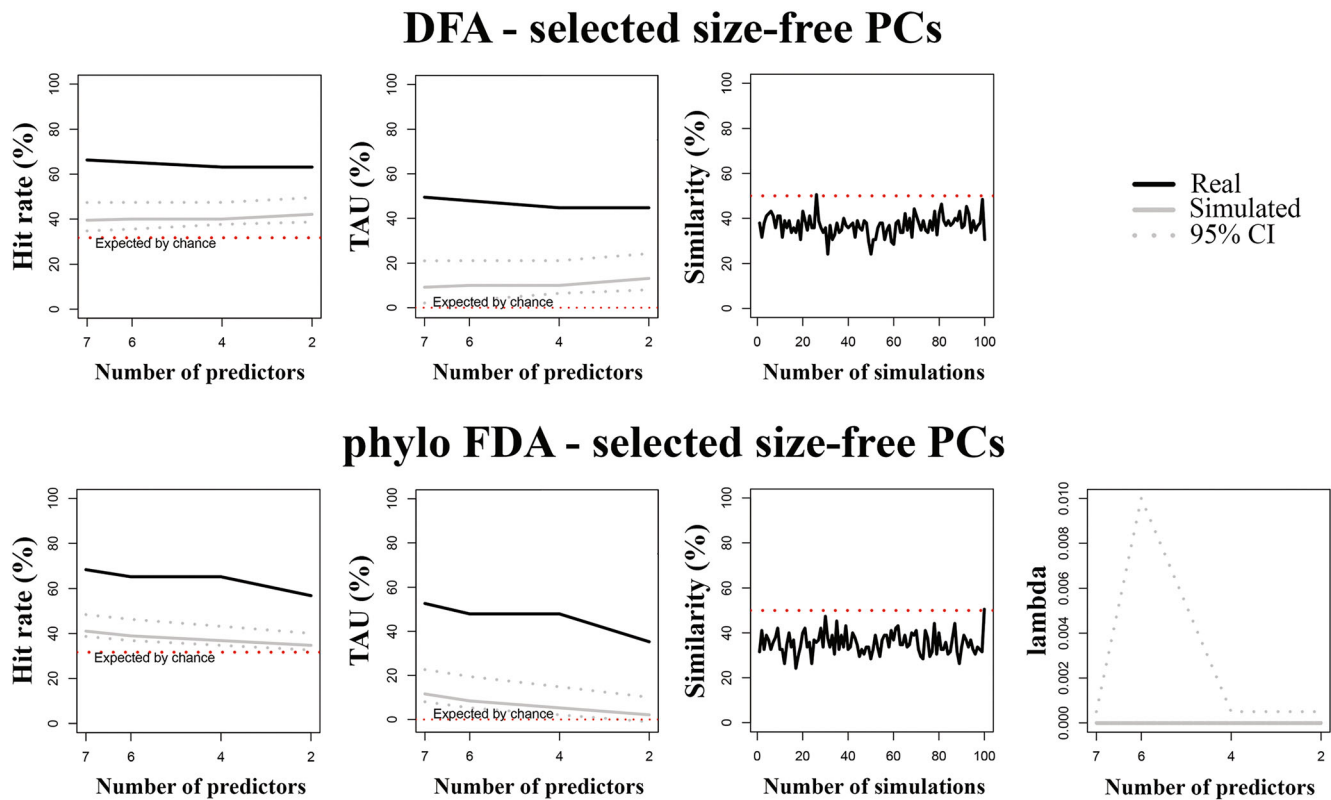 DFA - selected size-free PCs
Hit rate (%)
0 20 40 60 80 100
Expected by chance
7 6 4 2
Number of predictors
TAU (%)
0 20 40 60 80 100
Expected by chance
7 6 4 2
Number of predictors
Similarity (%)
0 20 40 60 80 100
0 20 40 60 80 100
Number of simulations
Real
Simulated
95% CI
phylo FDA - selected size-free PCs
Hit rate (%)
0 20 40 60 80 100
Expected by chance
7 6 4 2
Number of predictors
TAU (%)
0 20 40 60 80 100
Expected by chance
7 6 4 2
Number of predictors
Similarity (%)
0 20 40 60 80 100
0 20 40 60 80 100
Number of simulations
lambda
0.000 0.002 0.004 0.006 0.008 0.010
7 6 4 2
Number of predictors